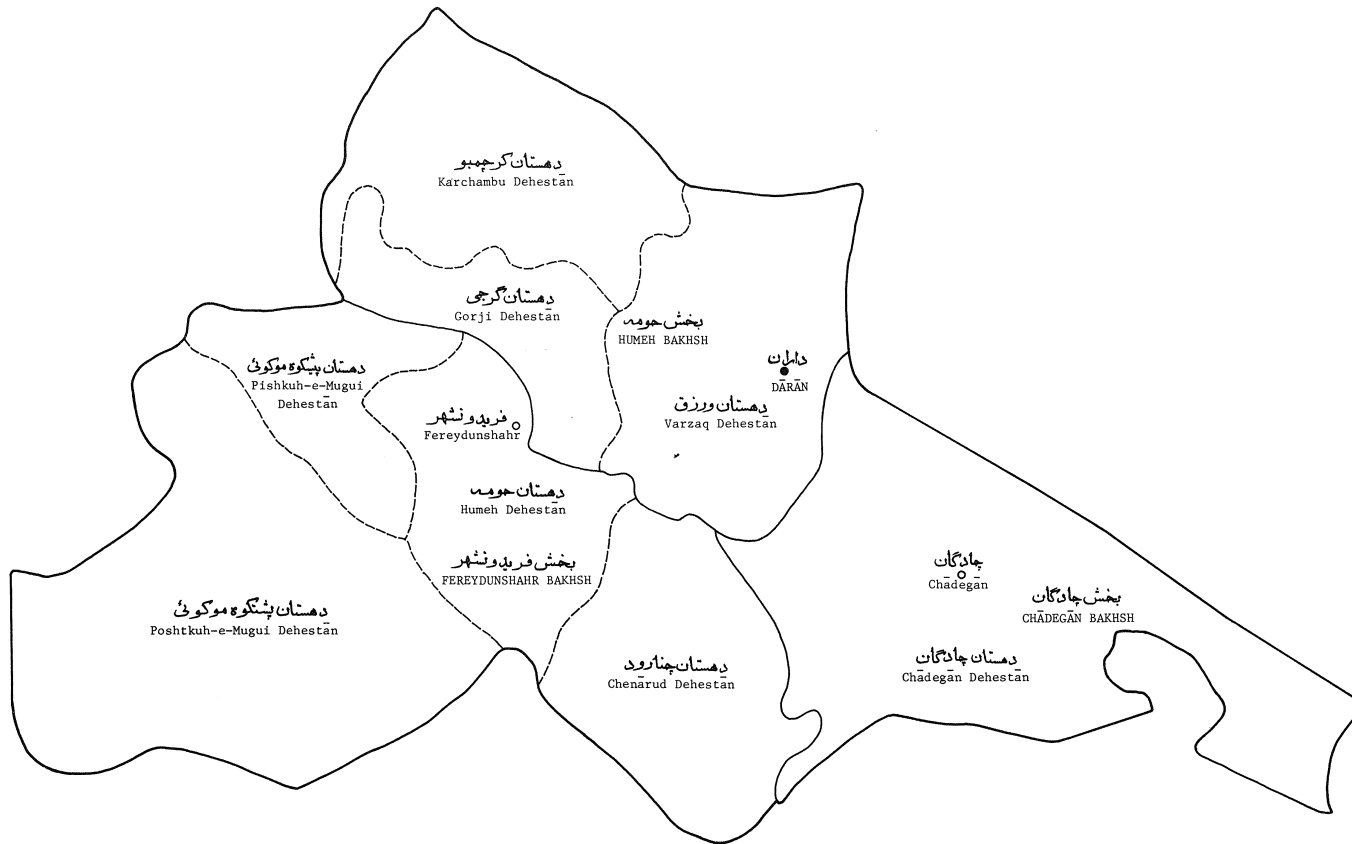 دهستان کرچمبو
Karchambu Dehestān
دهستان گرجی
Gorji Dehestān
بخش حومه
HUMEH BAKHSH
داران
DĀRĀN
دهستان ورزق
Varzaq Dehestān
دهستان پیشکوه موکوئی
Pishkuh-e-Mugui
Dehestān
فریدونشهر
Fereydunshahr
دهستان حومه
Humeh Dehestān
بخش فریدونشهر
FEREYDUNSHAHR BAKHSH
چادگان
Chādegān
بخش چادگان
CHĀDEGĀN BAKHSH
دهستان پشتکوه موکوئی
Poshtkuh-e-Mugui Dehestān
دهستان چنارود
Chenārud Dehestān
دهستان چادگان
Chādegān Dehestān